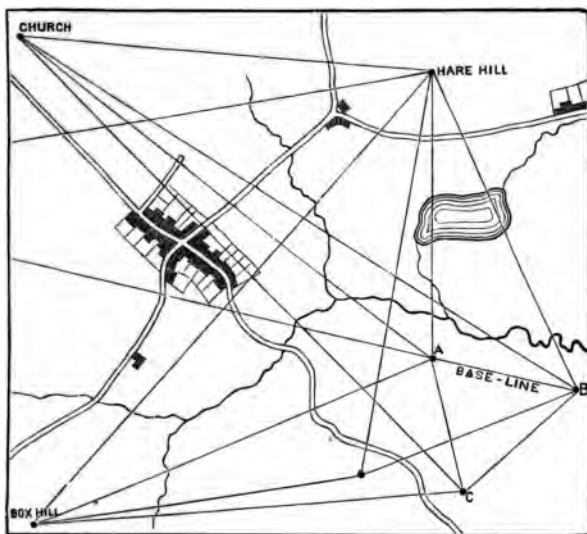 CHURCH
HARE HILL
A
BASE-LINE
B
C
BOX HILL